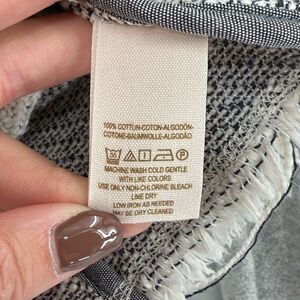 100% COTTUN-COTON-ALGODÓN-
COTONE-BAUMWOLLE-ALGODÃO
MACHINE WASH COLD GENTLE
WITH LIKE COLORS
USE ONLY NON-CHLORINE BLEACH
LINE DRY
LOW IRON AS NEEDED
MAY BE DRY CLEANED